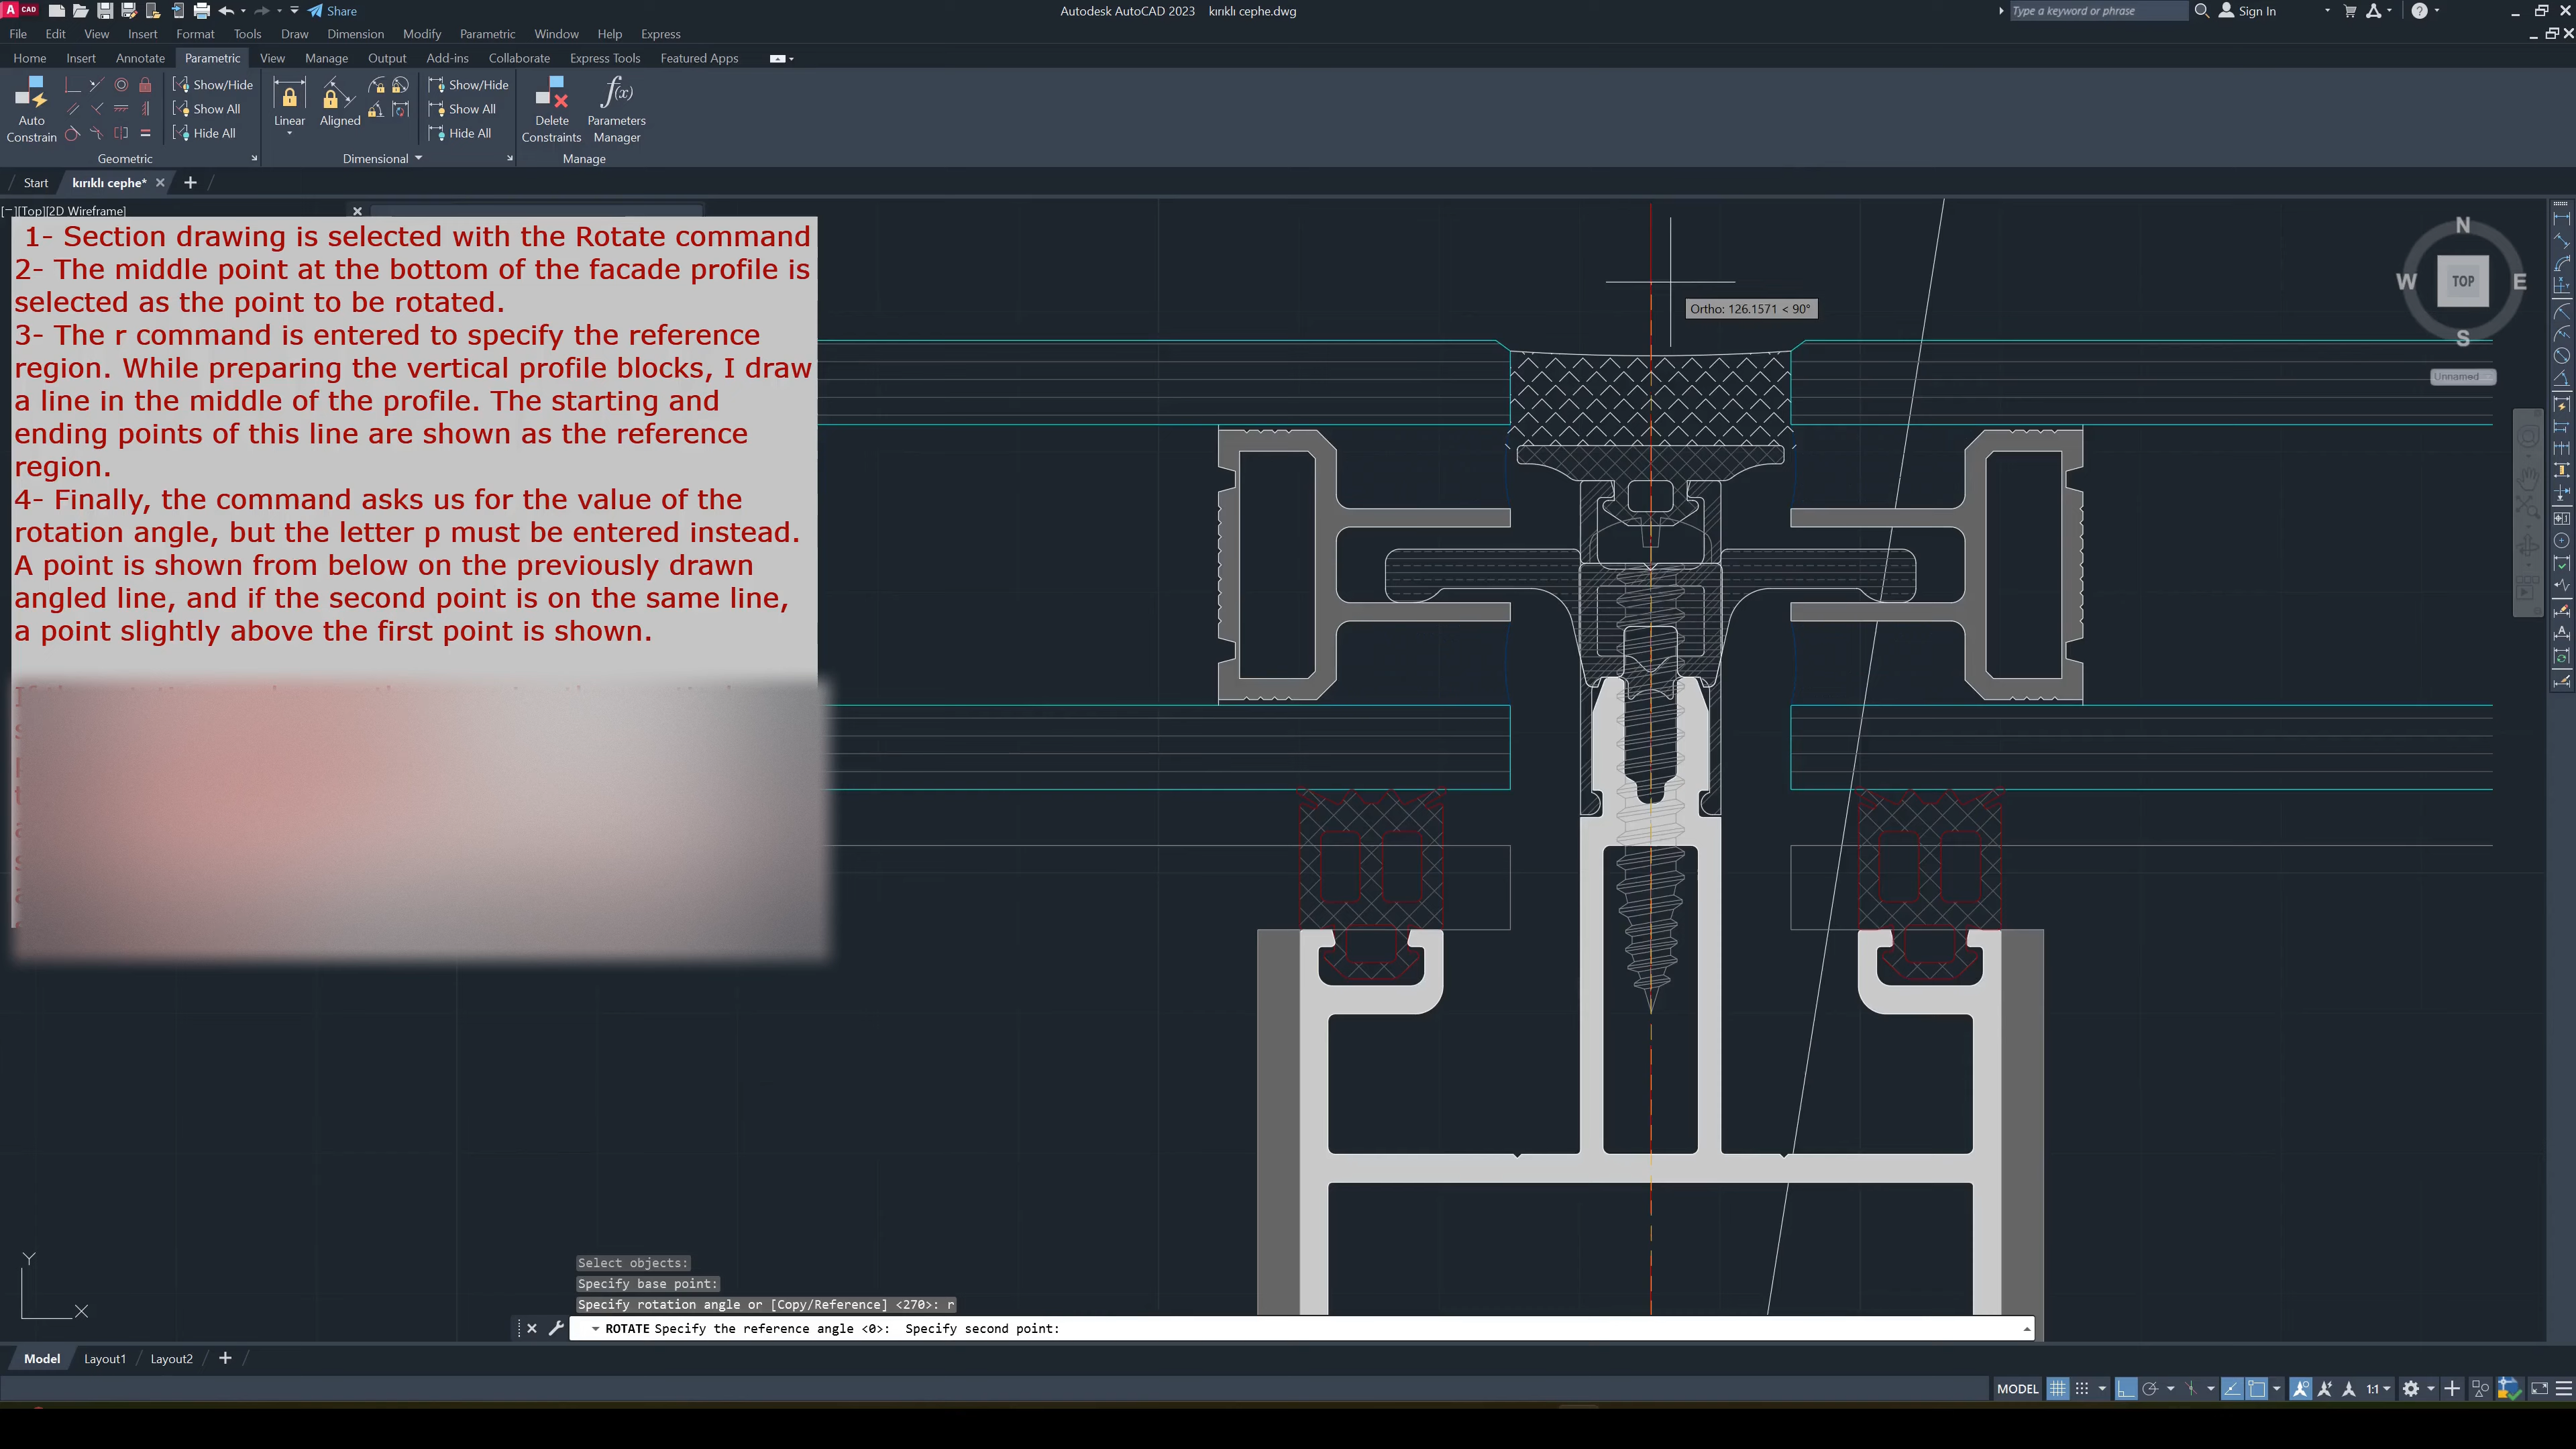 A CAD
Share
Autodesk AutoCAD 2023 kırıklı cephe.dwg
Type a keyword or phrase
Sign In
File Edit View Insert Format Tools Draw Dimension Modify Parametric Window Help Express
Home Insert Annotate Parametric View Manage Output Add-ins Collaborate Express Tools Featured Apps
Auto Constrain
Show/Hide
Show All
Hide All
Geometric
Linear
Aligned
Show/Hide
Show All
Hide All
Dimensional
Delete Constraints
f(x)
Parameters Manager
Manage
Start
kırıklı cephe*
[−][Top][2D Wireframe]
1- Section drawing is selected with the Rotate command
2- The middle point at the bottom of the facade profile is
selected as the point to be rotated.
3- The r command is entered to specify the reference
region. While preparing the vertical profile blocks, I draw
a line in the middle of the profile. The starting and
ending points of this line are shown as the reference
region.
4- Finally, the command asks us for the value of the
rotation angle, but the letter p must be entered instead.
A point is shown from below on the previously drawn
angled line, and if the second point is on the same line,
a point slightly above the first point is shown.
Ortho: 126.1571 < 90°
N
W
TOP
E
S
Unnamed
Y
X
Select objects:
Specify base point:
Specify rotation angle or [Copy/Reference] <270>: r
ROTATE Specify the reference angle <0>: Specify second point:
Model Layout1 Layout2
MODEL
1:1